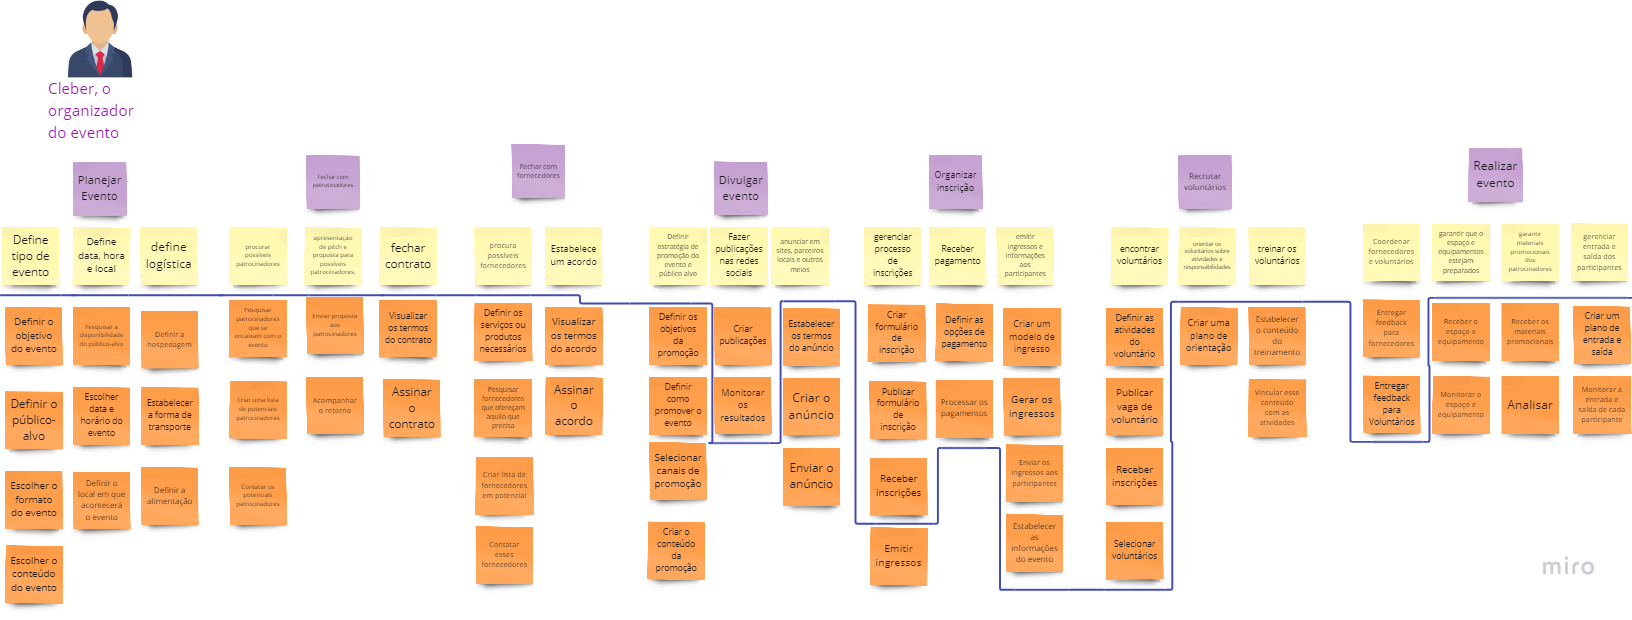 Cleber, o
organizador
do evento
Planejar
Evento
Fechar com
patrocinadores
Fechar com
fornecedores
Divulgar
evento
Organizar
inscrição
Recrutar
voluntários
Realizar
evento
Define
tipo de
evento
Define
data, hora
e local
define
logística
procurar
possíveis
patrocinadores
apresentação
de pitch e
proposta para
possíveis
patrocinadores.
fechar
contrato
procura
possíveis
fornecedores
Estabelece
um acordo
Definir
estratégia de
promoção do
evento e
público alvo
Fazer
publicações
nas redes
sociais
anunciar em
sites, parceiros
locais e outros
meios
gerenciar
processo
de
inscrições
Receber
pagamento
emitir
ingressos e
informações
aos
participantes
encontrar
voluntários
orientar os
voluntários sobre
atividades e
responsabilidades
treinar os
voluntários
Coordenar
fornecedores
e voluntários
garantir que o
espaço e
equipamentos
estejam
preparados
garantir
materiais
promocionais
dos
patrocinadores
gerenciar
entrada e
saída dos
participantes
Definir o
objetivo
do evento
Pesquisar a
disponibilidade
do público-alvo
Definir a
hospedagem
Pesquisar
patrocinadores
que se
encaixam com o
evento
Enviar proposta
aos
patrocinadores
Visualizar
os termos
do contrato
Definir os
serviços ou
produtos
necessários
Visualizar
os termos
do acordo
Definir os
objetivos
da
promoção
Criar
publicações
Estabelecer
os termos
do anúncio
Criar
formulário
de
inscrição
Definir as
opções de
pagamento
Criar um
modelo de
ingresso
Definir as
atividades
do
voluntário
Criar uma
plano de
orientação
Estabelecer
o conteúdo
do
treinamento
Entregar
feedback
para
fornecedores
Receber o
espaço e
equipamento
Receber os
materiais
promocionais
Criar um
plano de
entrada e
saída
Definir o
público-
alvo
Escolher
data e
horário do
evento
Estabelecer
a forma de
transporte
Criar uma lista
de potenciais
patrocinadores
Acompanhar
o retorno
Assinar
o
contrato
Pesquisar
fornecedores
que ofereçam
aquilo que
precisa
Assinar
o
acordo
Definir
como
promover o
evento
Monitorar
os
resultados
Criar o
anúncio
Publicar
formulário
de
inscrição
Processar os
pagamentos
Gerar os
ingressos
Publicar
vaga de
voluntário
Vincular esse
conteúdo
com as
atividades
Entregar
feedback
para
Voluntários
Monitorar o
espaço e
equipamento
Analisar
Monitorar a
entrada e
saída de cada
participante
Escolher o
formato
do evento
Definir o
local em que
acontecerá
o evento
Definir a
alimentação
Contatar os
potenciais
patrocinadores
Criar lista de
fornecedores
em potencial
Selecionar
canais de
promoção
Enviar o
anúncio
Receber
inscrições
Enviar os
ingressos aos
participantes
Receber
inscrições
Escolher o
conteúdo
do evento
Contatar
esses
fornecedores
Criar o
conteúdo
da
promoção
Emitir
ingressos
Estabelecer
as
informações
do evento
Selecionar
voluntários
miro